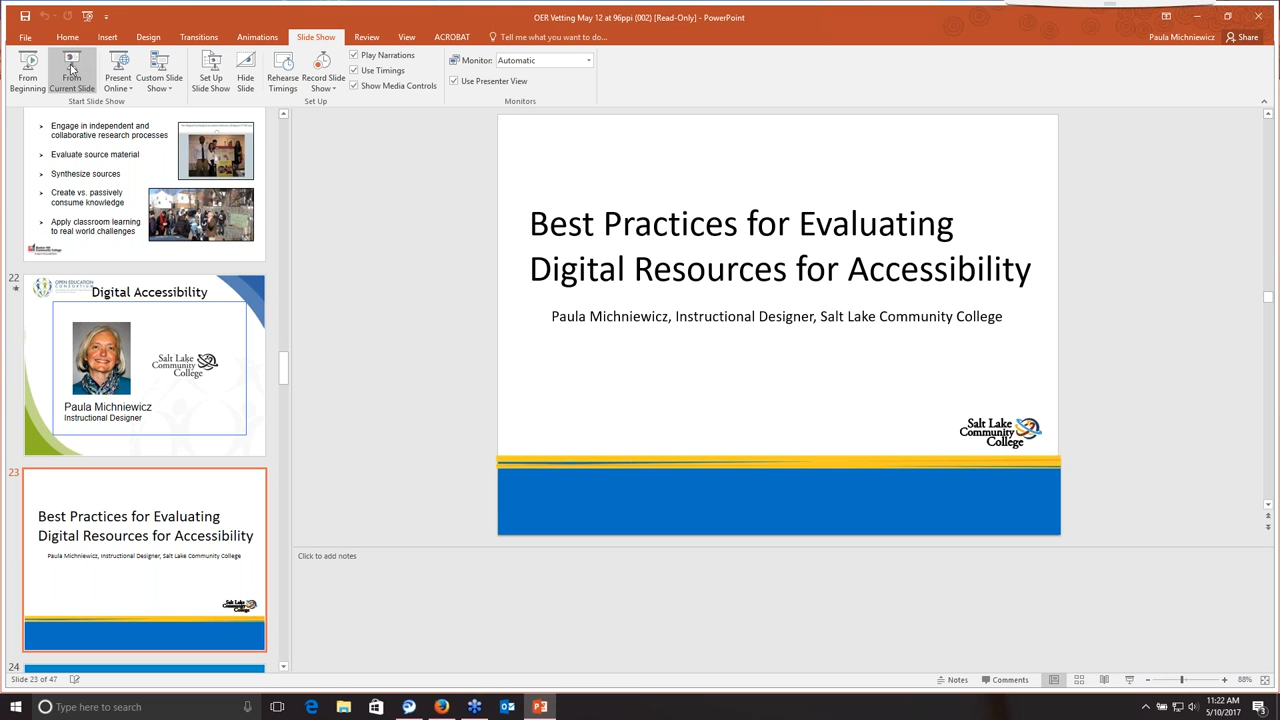 OER Vetting May 12 at 96ppi (002) [Read-Only] - PowerPoint
File Home Insert Design Transitions Animations Slide Show Review View ACROBAT Tell me what you want to do...
Paula Michniewicz Share
From Beginning
From Current Slide
Present Online
Custom Slide Show
Start Slide Show
Set Up Slide Show
Hide Slide
Rehearse Timings
Record Slide Show
Play Narrations
Use Timings
Show Media Controls
Set Up
Monitor: Automatic
Use Presenter View
Monitors
Engage in independent and
collaborative research processes
Evaluate source material
Synthesize sources
Create vs. passively
consume knowledge
Apply classroom learning
to real world challenges
22
OPEN EDUCATION
Digital Accessibility
Salt Lake
Community
College
Paula Michniewicz
Instructional Designer
23
Best Practices for Evaluating
Digital Resources for Accessibility
Paula Michniewicz, Instructional Designer, Salt Lake Community College
Salt Lake
Community
College
24
Best Practices for Evaluating
Digital Resources for Accessibility
Paula Michniewicz, Instructional Designer, Salt Lake Community College
Salt Lake
Community
College
Click to add notes
Slide 23 of 47
Notes Comments 88%
Type here to search
11:22 AM
5/10/2017